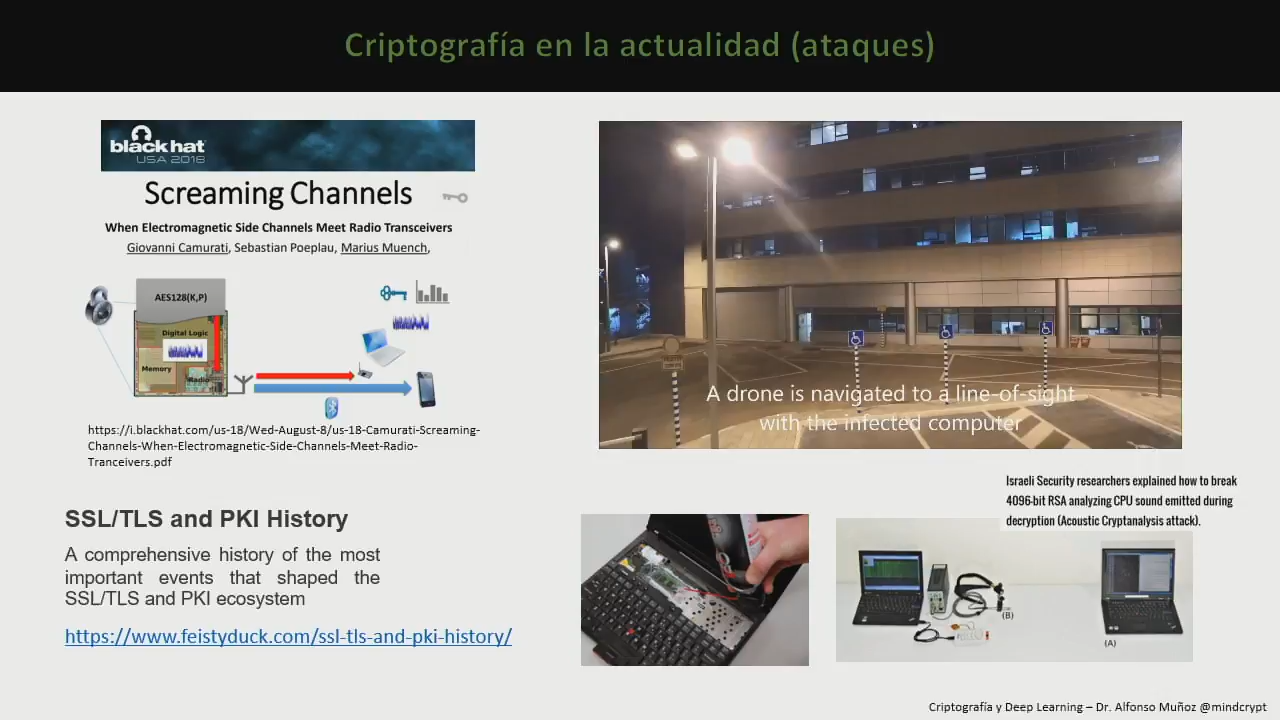 Criptografía en la actualidad (ataques)
black hat
USA 2018
Screaming Channels
When Electromagnetic Side Channels Meet Radio Transceivers
Giovanni Camurati, Sebastian Poeplau, Marius Muench,
AES128(K,P)
Digital Logic
Memory
Radio
https://i.blackhat.com/us-18/Wed-August-8/us-18-Camurati-Screaming-
Channels-When-Electromagnetic-Side-Channels-Meet-Radio-
Tranceivers.pdf
A drone is navigated to a line-of-sight
with the infected computer
SSL/TLS and PKI History
A comprehensive history of the most
important events that shaped the
SSL/TLS and PKI ecosystem
https://www.feistyduck.com/ssl-tls-and-pki-history/
Israeli Security researchers explained how to break
4096-bit RSA analyzing CPU sound emitted during
decryption (Acoustic Cryptanalysis attack).
(B)
(A)
Criptografía y Deep Learning – Dr. Alfonso Muñoz @mindcrypt